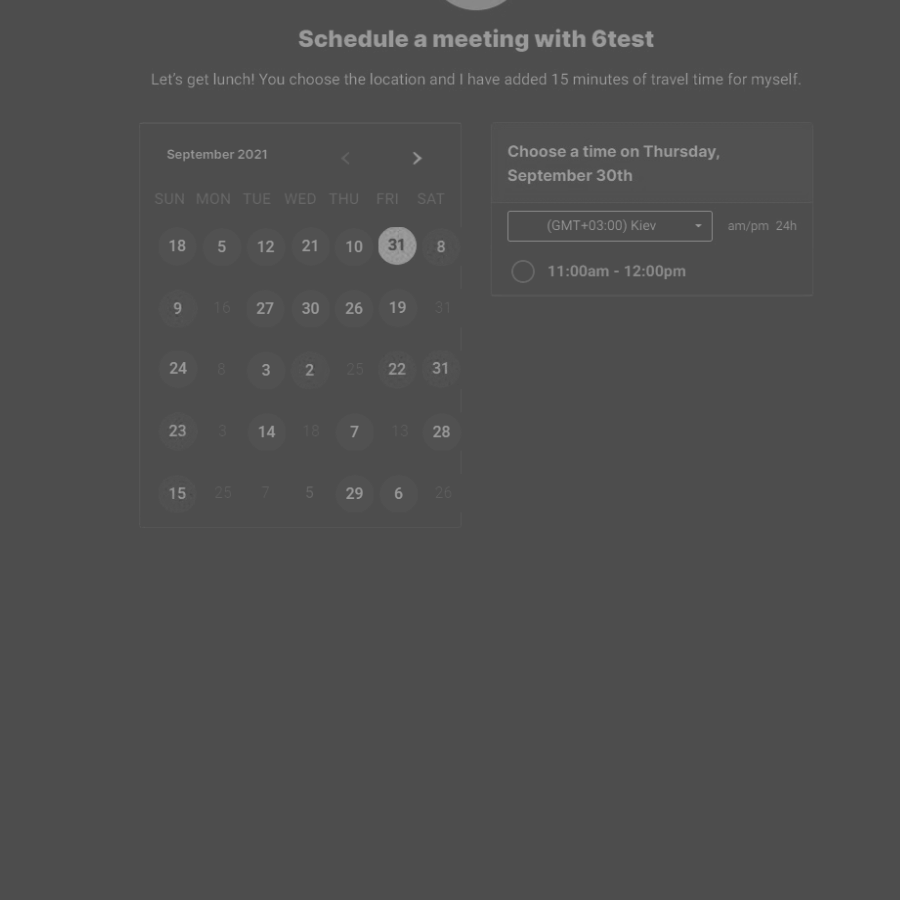 Schedule a meeting with 6test
Let's get lunch! You choose the location and I have added 15 minutes of travel time for myself.
September 2021
SUN MON TUE WED THU FRI SAT
18 5 12 21 10 31 8
9 16 27 30 26 19 31
24 8 3 2 25 22 31
23 3 14 18 7 13 28
15 25 7 5 29 6 26
Choose a time on Thursday,
September 30th
(GMT+03:00) Kiev
am/pm 24h
11:00am - 12:00pm